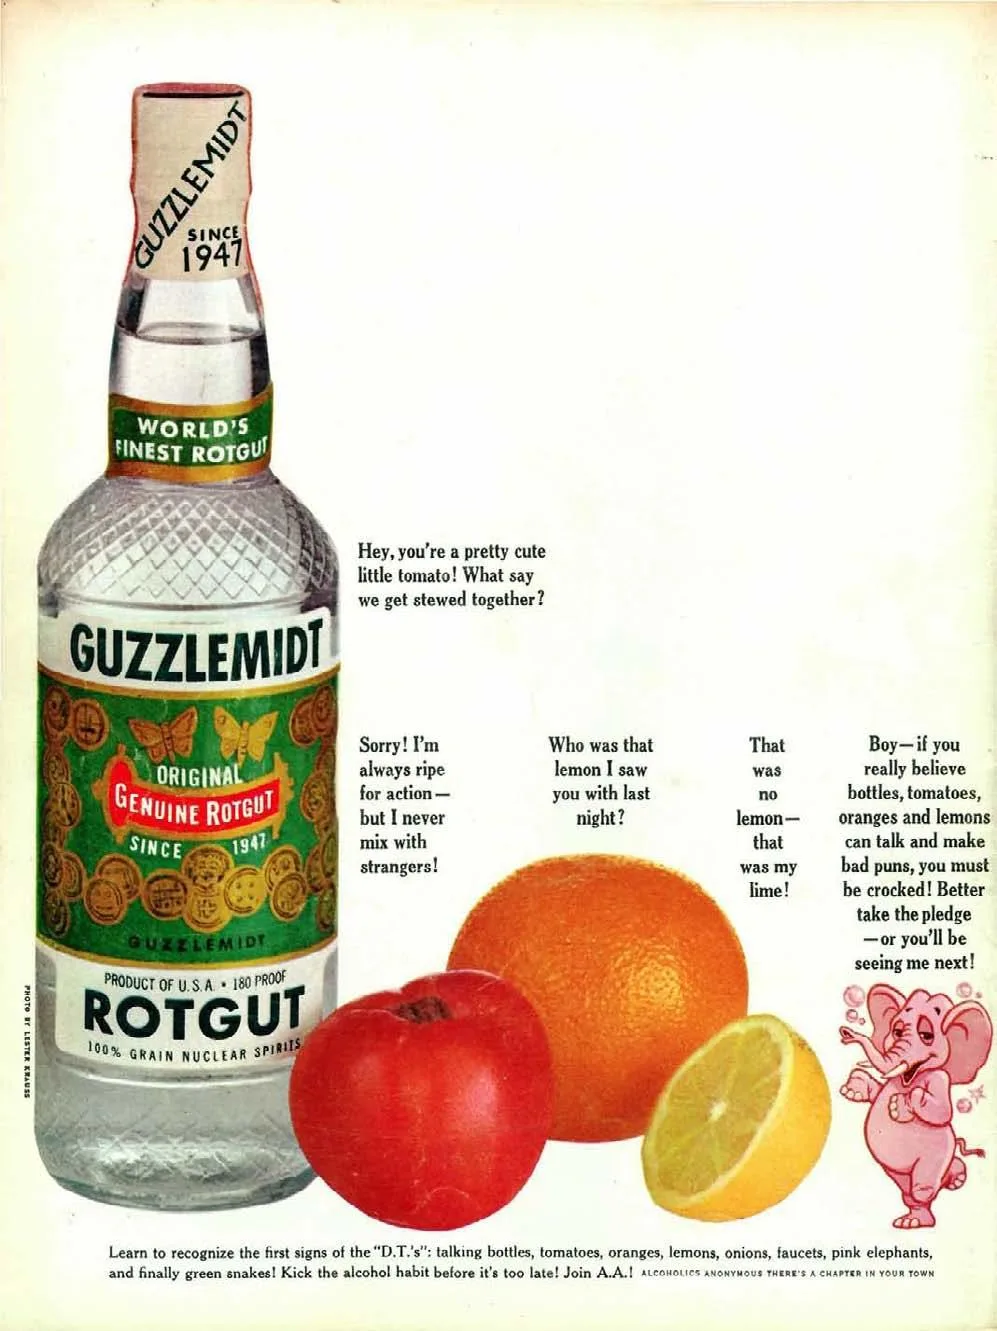 GUZZLEMIDT
SINCE
1947
WORLD'S
FINEST ROTGUT
Hey, you're a pretty cute
little tomato! What say
we get stewed together?
GUZZLEMIDT
ORIGINAL
GENUINE ROTGUT
SINCE 1947
GUZZLEMIDT
PRODUCT OF U.S.A. • 180 PROOF
ROTGUT
100% GRAIN NUCLEAR SPIRITS
Sorry! I'm
always ripe
for action—
but I never
mix with
strangers!
Who was that
lemon I saw
you with last
night?
That
was
no
lemon—
that
was my
lime!
Boy—if you
really believe
bottles, tomatoes,
oranges and lemons
can talk and make
bad puns, you must
be crocked! Better
take the pledge
—or you'll be
seeing me next!
PHOTO BY LESTER KRAUSS
Learn to recognize the first signs of the "D.T.'s": talking bottles, tomatoes, oranges, lemons, onions, faucets, pink elephants,
and finally green snakes! Kick the alcohol habit before it's too late! Join A.A.! ALCOHOLICS ANONYMOUS THERE'S A CHAPTER IN YOUR TOWN